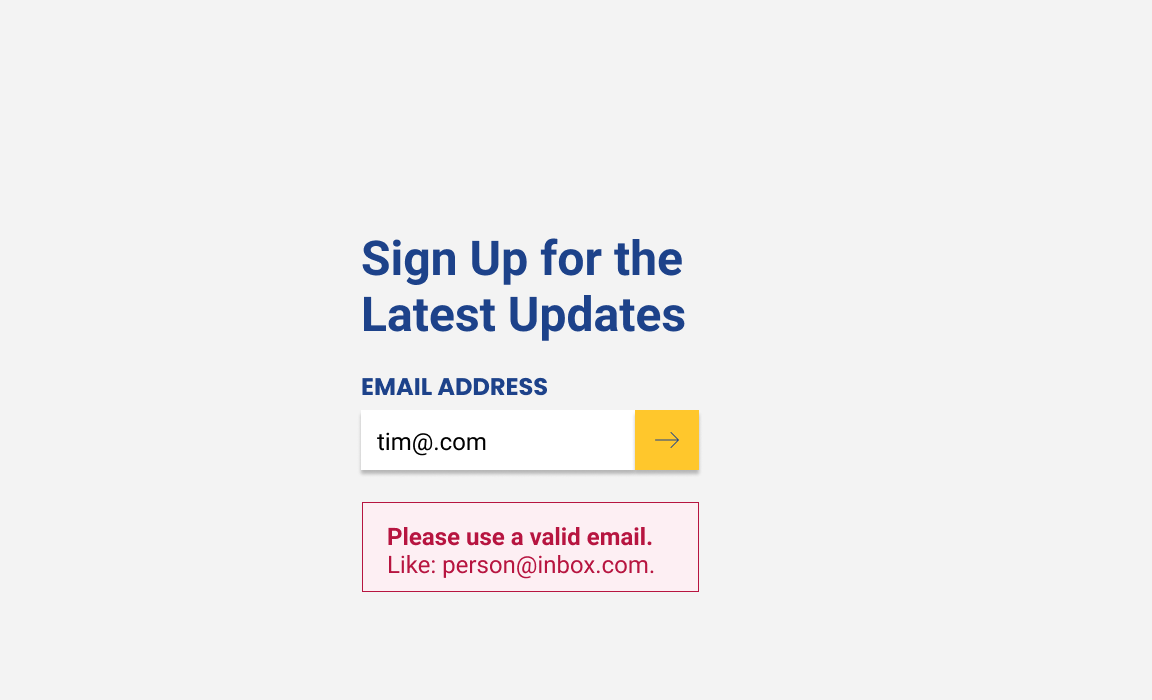 Sign Up for the
Latest Updates
EMAIL ADDRESS
tim@.com
Please use a valid email.
Like: person@inbox.com.